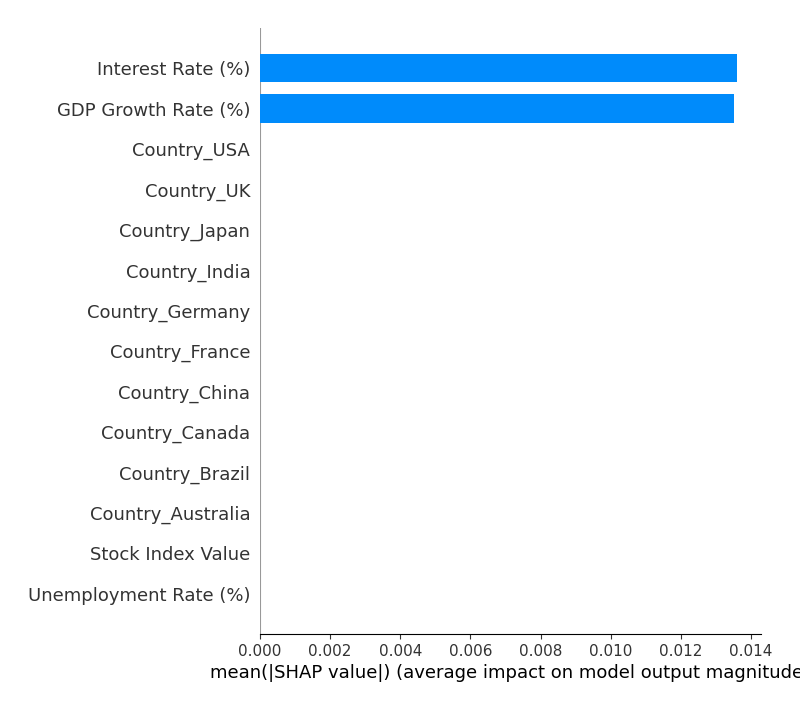 Interest Rate (%)
GDP Growth Rate (%)
Country_USA
Country_UK
Country_Japan
Country_India
Country_Germany
Country_France
Country_China
Country_Canada
Country_Brazil
Country_Australia
Stock Index Value
Unemployment Rate (%)
0.000 0.002 0.004 0.006 0.008 0.010 0.012 0.014
mean(|SHAP value|) (average impact on model output magnitude